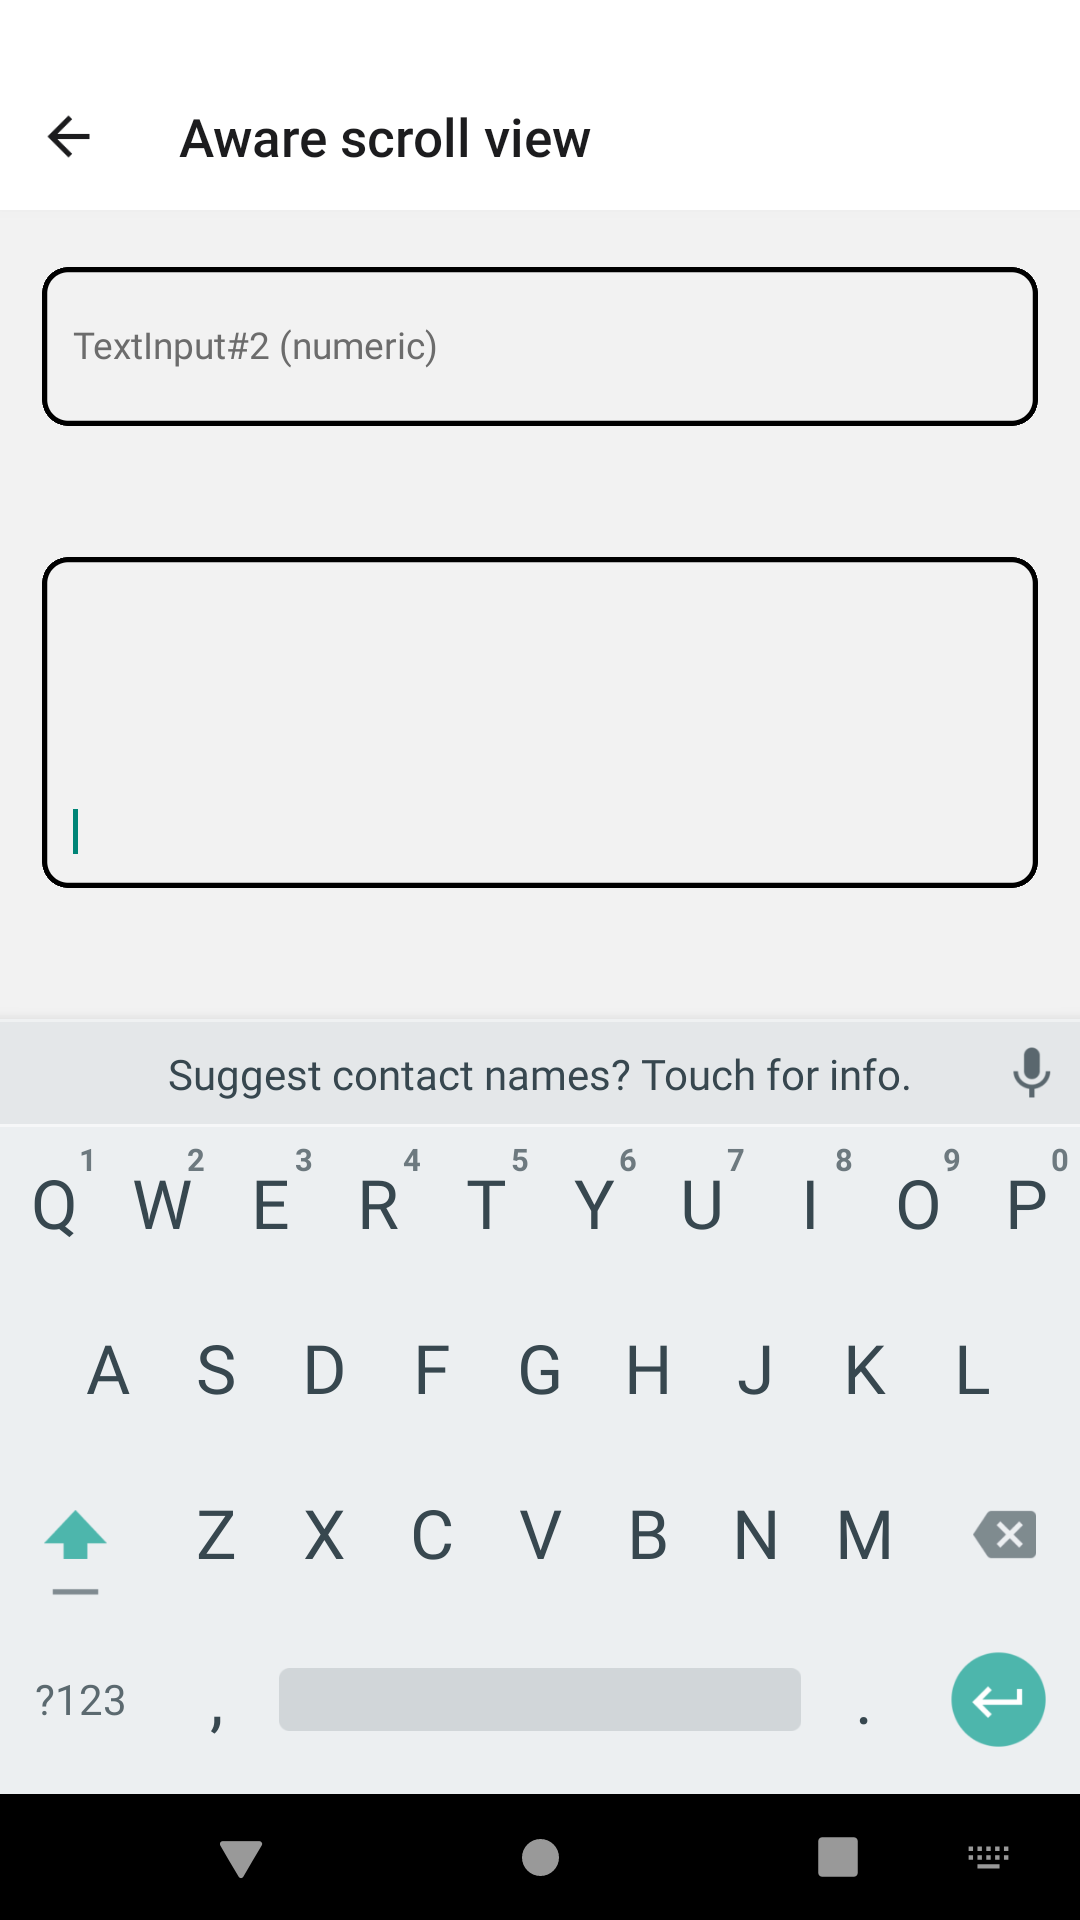 Aware scroll view
TextInput#2 (numeric)
Suggest contact names? Touch for info.
1 2 3 4 5 6 7 8 9 0
Q W E R T Y U I O P
A S D F G H J K L
Z X C V B N M
?123 , .